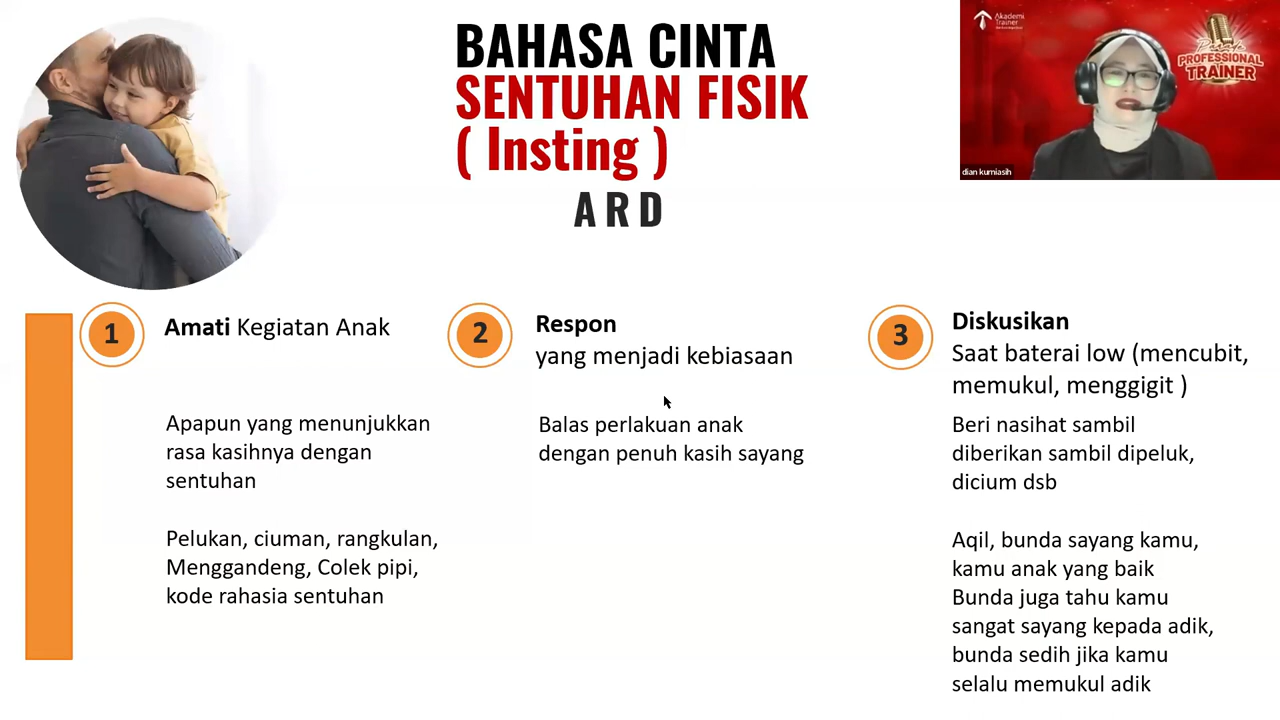 BAHASA CINTA
SENTUHAN FISIK
( Insting )
A R D
Akademi
Trainer
PROFESSIONAL
TRAINER
dian kurniasih
1
Amati Kegiatan Anak
Apapun yang menunjukkan
rasa kasihnya dengan
sentuhan
Pelukan, ciuman, rangkulan,
Menggandeng, Colek pipi,
kode rahasia sentuhan
2
Respon
yang menjadi kebiasaan
Balas perlakuan anak
dengan penuh kasih sayang
3
Diskusikan
Saat baterai low (mencubit,
memukul, menggigit )
Beri nasihat sambil
diberikan sambil dipeluk,
dicium dsb
Aqil, bunda sayang kamu,
kamu anak yang baik
Bunda juga tahu kamu
sangat sayang kepada adik,
bunda sedih jika kamu
selalu memukul adik